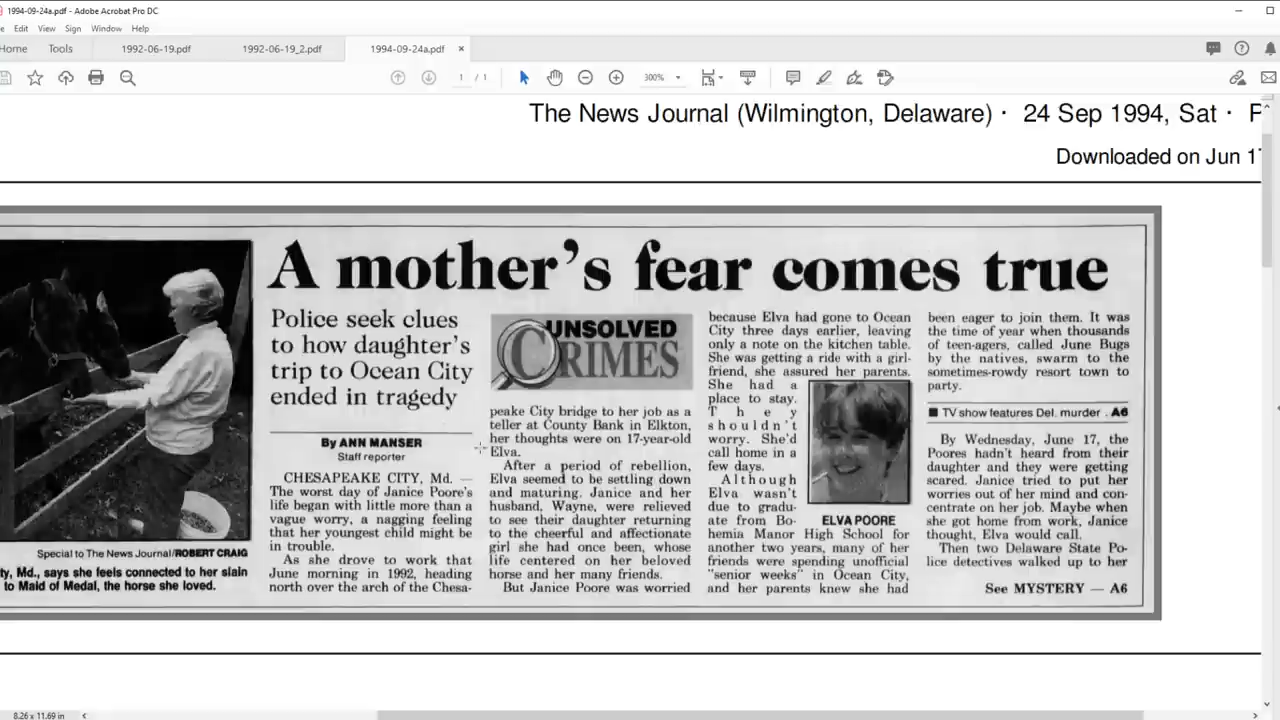 1994-09-24a.pdf - Adobe Acrobat Pro DC
Edit View Sign Window Help
Home Tools 1992-06-19.pdf 1992-06-19_2.pdf 1994-09-24a.pdf ×
1 / 1 300%
The News Journal (Wilmington, Delaware) · 24 Sep 1994, Sat · P
Downloaded on Jun 17
A mother's fear comes true
Special to The News Journal/ROBERT CRAIG
ty, Md., says she feels connected to her slain
to Maid of Medal, the horse she loved.
Police seek clues
to how daughter's
trip to Ocean City
ended in tragedy
By ANN MANSER
Staff reporter
CHESAPEAKE CITY, Md. —
The worst day of Janice Poore's
life began with little more than a
vague worry, a nagging feeling
that her youngest child might be
in trouble.
As she drove to work that
June morning in 1992, heading
north over the arch of the Chesa-
UNSOLVED
CRIMES
peake City bridge to her job as a
teller at County Bank in Elkton,
her thoughts were on 17-year-old
Elva.
After a period of rebellion,
Elva seemed to be settling down
and maturing. Janice and her
husband, Wayne, were relieved
to see their daughter returning
to the cheerful and affectionate
girl she had once been, whose
life centered on her beloved
horse and her many friends.
But Janice Poore was worried
because Elva had gone to Ocean
City three days earlier, leaving
only a note on the kitchen table.
She was getting a ride with a girl-
friend, she assured her parents.
She had a
place to stay.
They
shouldn't
worry. She'd
call home in a
few days.
Although
Elva wasn't
due to gradu-
ate from Bo-
hemia Manor High School for
another two years, many of her
friends were spending unofficial
"senior weeks" in Ocean City,
and her parents knew she had
ELVA POORE
been eager to join them. It was
the time of year when thousands
of teen-agers, called June Bugs
by the natives, swarm to the
sometimes-rowdy resort town to
party.
■ TV show features Del. murder . A6
By Wednesday, June 17, the
Poores hadn't heard from their
daughter and they were getting
scared. Janice tried to put her
worries out of her mind and con-
centrate on her job. Maybe when
she got home from work, Janice
thought, Elva would call.
Then two Delaware State Po-
lice detectives walked up to her
See MYSTERY — A6
8.26 x 11.69 in